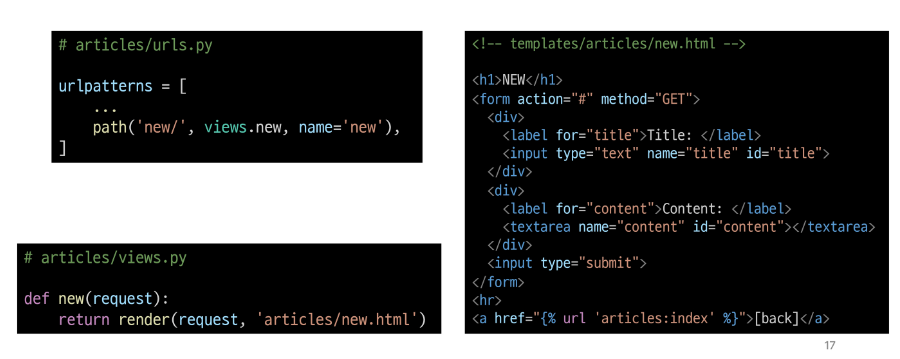 # articles/urls.py
urlpatterns = [
    ...
    path('new/', views.new, name='new'),
]
# articles/views.py
def new(request):
    return render(request, 'articles/new.html')
<!-- templates/articles/new.html -->
<h1>NEW</h1>
<form action="#" method="GET">
  <div>
    <label for="title">Title: </label>
    <input type="text" name="title" id="title">
  </div>
  <div>
    <label for="content">Content: </label>
    <textarea name="content" id="content"></textarea>
  </div>
  <input type="submit">
</form>
<hr>
<a href="{% url 'articles:index' %}">[back]</a>
17